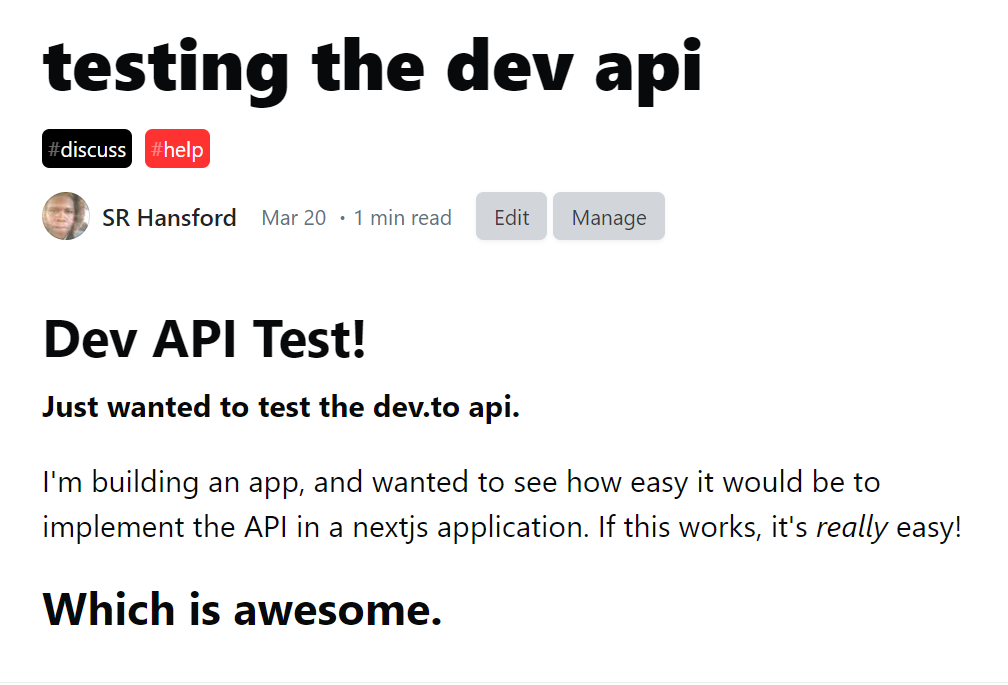 testing the dev api
#discuss #help
SR Hansford Mar 20 • 1 min read Edit Manage
Dev API Test!
Just wanted to test the dev.to api.
I'm building an app, and wanted to see how easy it would be to
implement the API in a nextjs application. If this works, it's really easy!
Which is awesome.